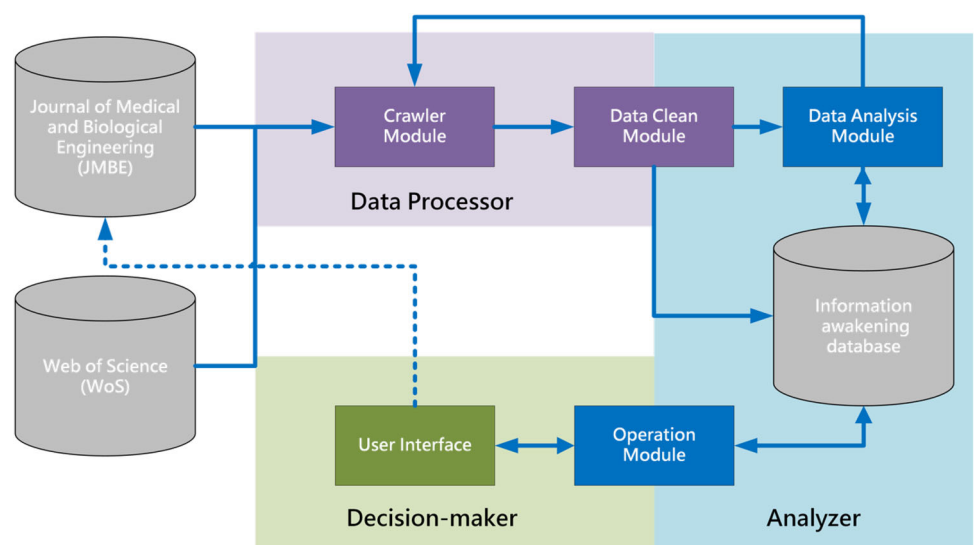 Journal of Medical
and Biological
Engineering
(JMBE)
Crawler
Module
Data Clean
Module
Data Analysis
Module
Data Processor
Information
awakening
database
Web of Science
(WoS)
User Interface
Operation
Module
Decision-maker
Analyzer